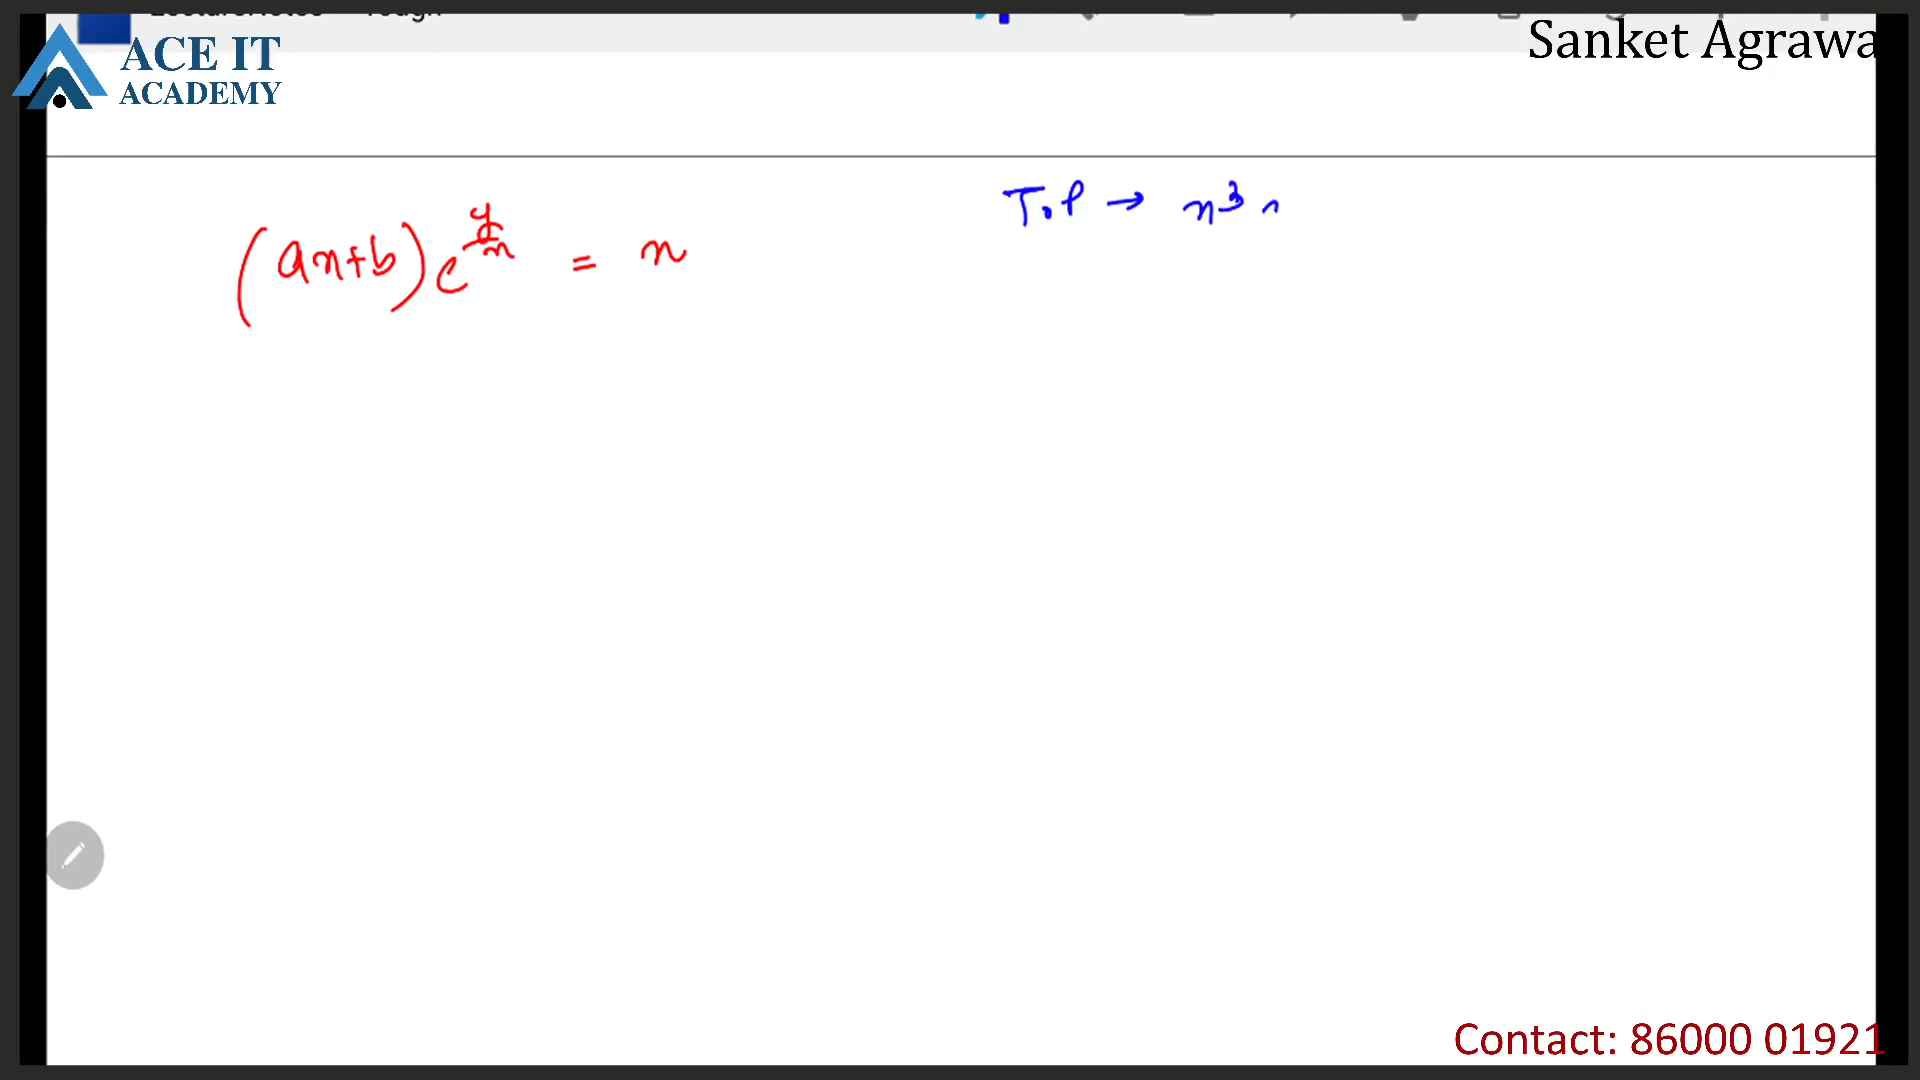 ACE IT
ACADEMY
Sanket Agrawa
(ax+b)e^{y/x} = x
T.P → x³
Contact: 86000 01921